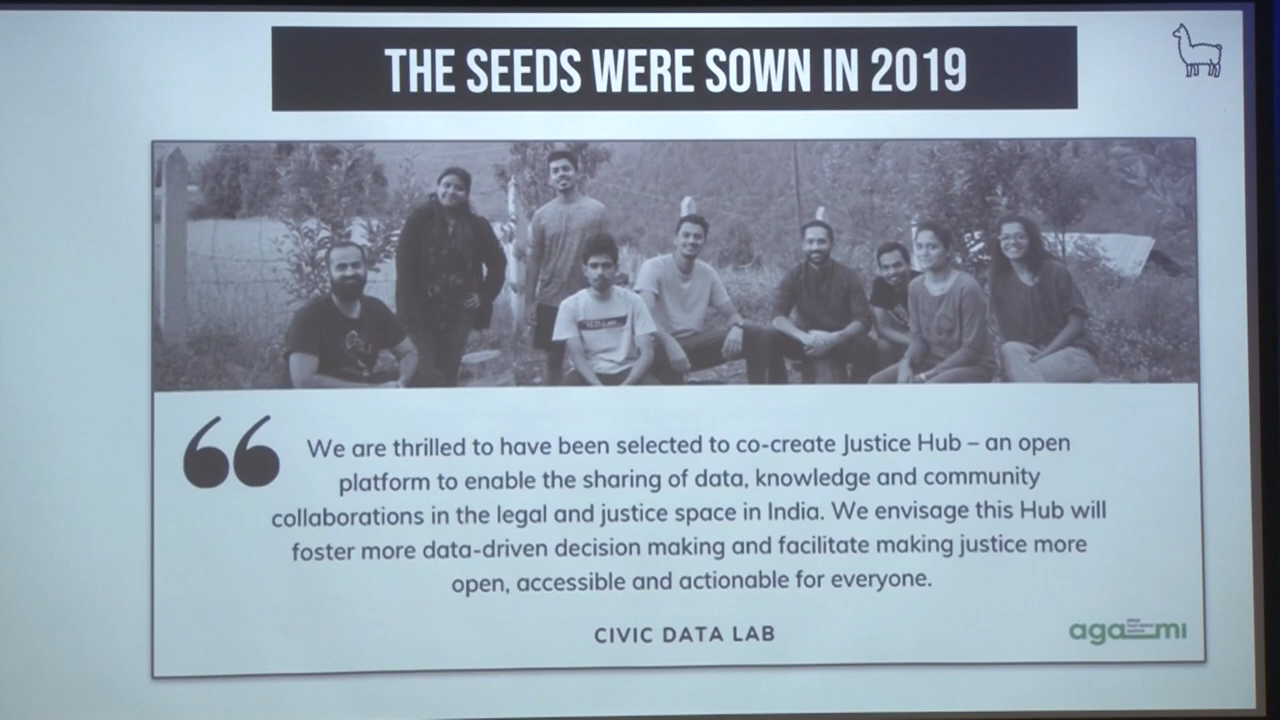 THE SEEDS WERE SOWN IN 2019
We are thrilled to have been selected to co-create Justice Hub – an open
platform to enable the sharing of data, knowledge and community
collaborations in the legal and justice space in India. We envisage this Hub will
foster more data-driven decision making and facilitate making justice more
open, accessible and actionable for everyone.
CIVIC DATA LAB
agami